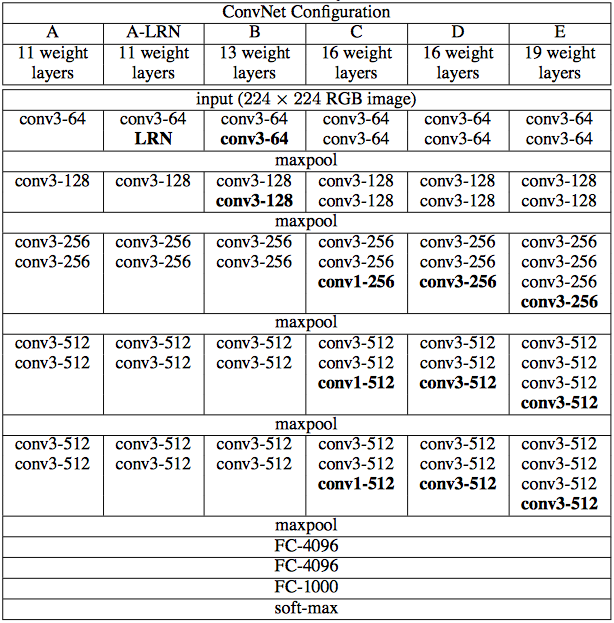 ConvNet Configuration
A A-LRN B C D E
11 weight 11 weight 13 weight 16 weight 16 weight 19 weight
layers layers layers layers layers layers
input (224 × 224 RGB image)
conv3-64 conv3-64 conv3-64 conv3-64 conv3-64 conv3-64
LRN conv3-64 conv3-64 conv3-64 conv3-64
maxpool
conv3-128 conv3-128 conv3-128 conv3-128 conv3-128 conv3-128
conv3-128 conv3-128 conv3-128 conv3-128
maxpool
conv3-256 conv3-256 conv3-256 conv3-256 conv3-256 conv3-256
conv3-256 conv3-256 conv3-256 conv3-256 conv3-256 conv3-256
conv1-256 conv3-256 conv3-256
conv3-256
maxpool
conv3-512 conv3-512 conv3-512 conv3-512 conv3-512 conv3-512
conv3-512 conv3-512 conv3-512 conv3-512 conv3-512 conv3-512
conv1-512 conv3-512 conv3-512
conv3-512
maxpool
conv3-512 conv3-512 conv3-512 conv3-512 conv3-512 conv3-512
conv3-512 conv3-512 conv3-512 conv3-512 conv3-512 conv3-512
conv1-512 conv3-512 conv3-512
conv3-512
maxpool
FC-4096
FC-4096
FC-1000
soft-max